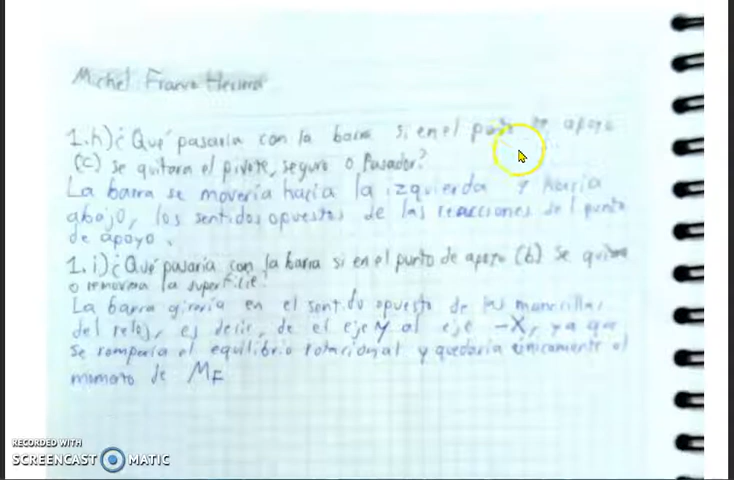 Michel Franco Herrera
1.h)¿Qué pasaría con la barra si en el punto de apoyo
(c) se quitara el pivote, seguro o Pasador?
La barra se movería hacia la izquierda y hacia
abajo, los sentidos opuestos de las reacciones del punto
de apoyo.
1.i)¿Qué pasaría con la barra si en el punto de apoyo (b) se quitara
o removiera la superficie?
La barra giraría en el sentido opuesto de las manecillas
del reloj, es decir, de el eje y al eje -X, ya que
se rompería el equilibrio rotacional y quedaría únicamente el
momento de MF
RECORDED WITH
SCREENCAST MATIC